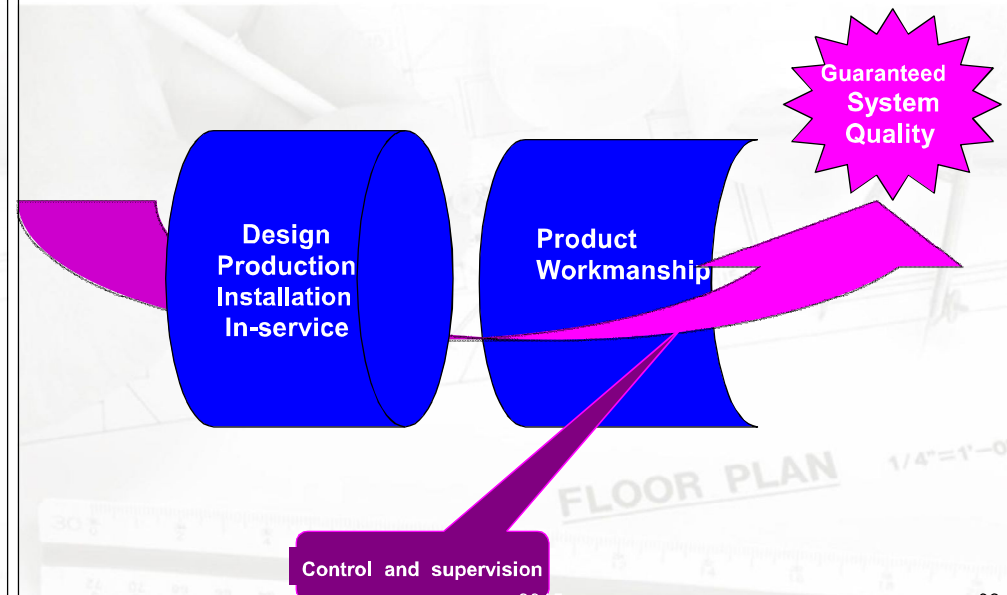 Guaranteed
System
Quality
Design
Production
Installation
In-service
Product
Workmanship
FLOOR PLAN
1/4"=1'-0
Control and supervision